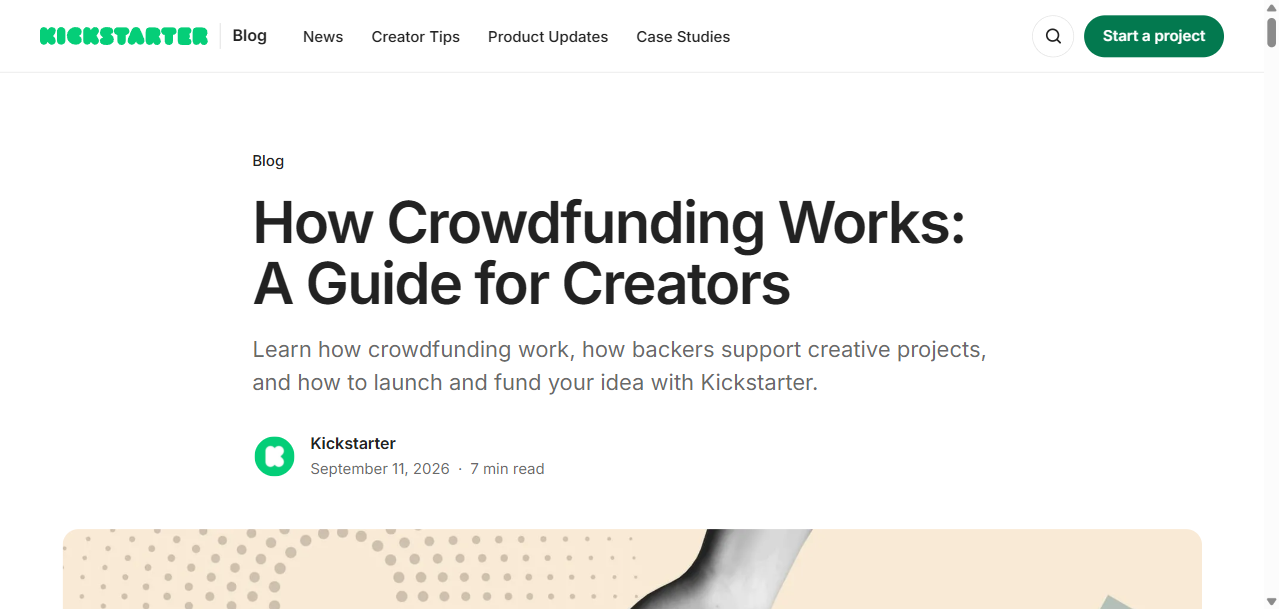 KICKSTARTER
Blog
News
Creator Tips
Product Updates
Case Studies
Start a project
Blog
How Crowdfunding Works:
A Guide for Creators
Learn how crowdfunding work, how backers support creative projects,
and how to launch and fund your idea with Kickstarter.
Kickstarter
September 11, 2026 · 7 min read